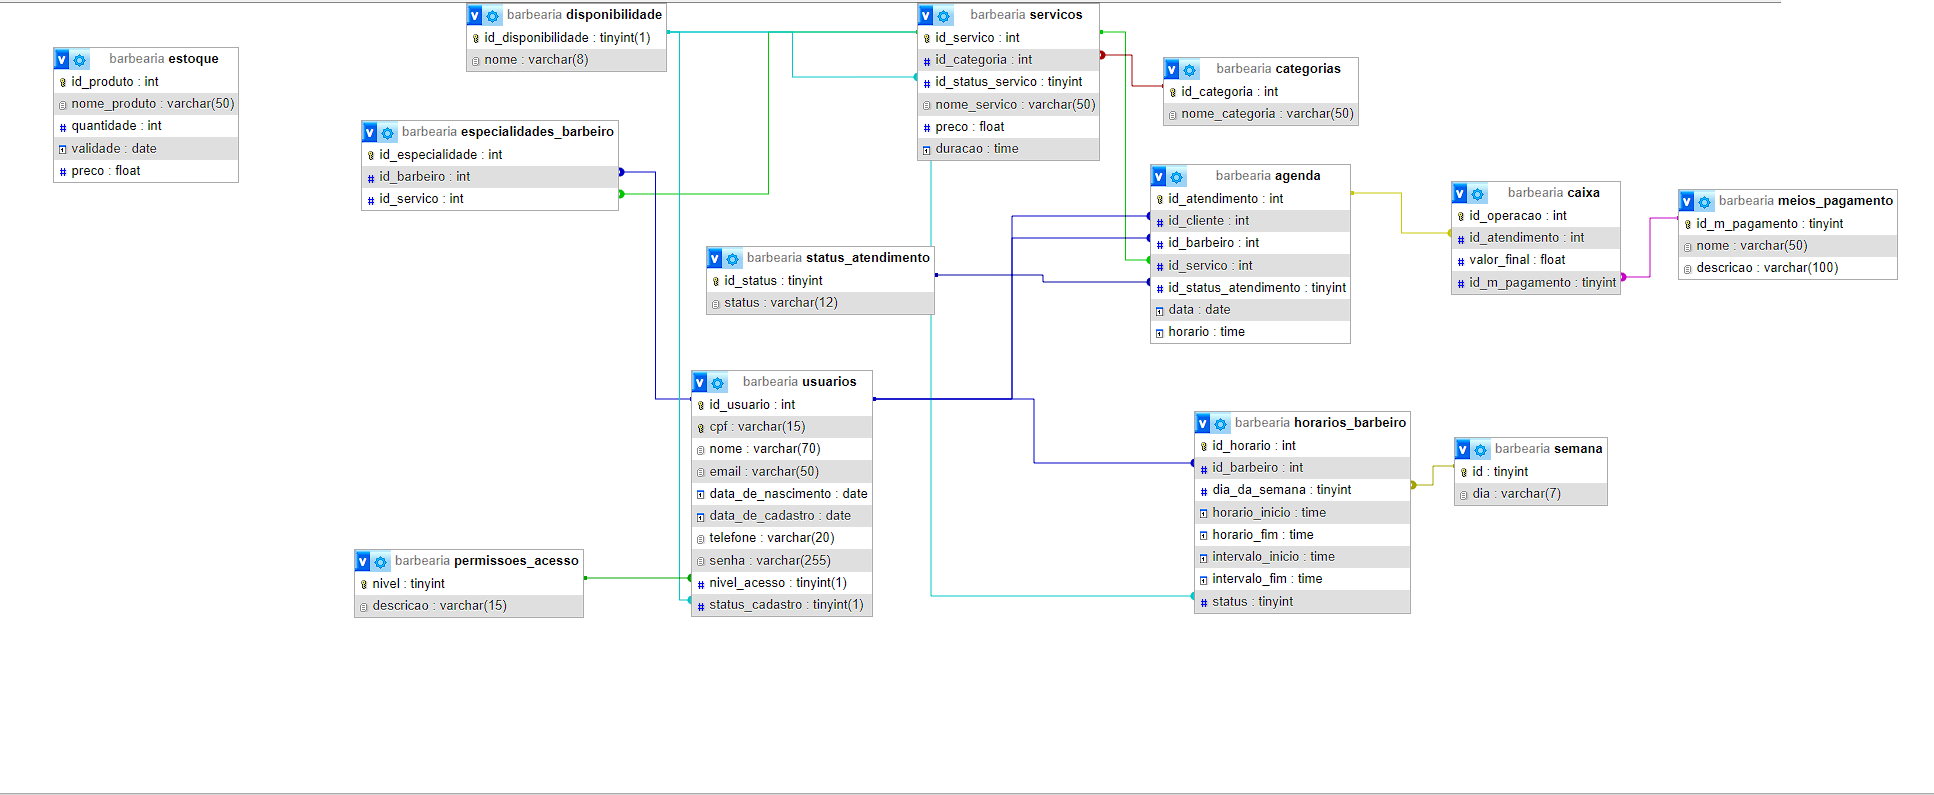 barbearia estoque
id_produto : int
nome_produto : varchar(50)
quantidade : int
validade : date
preco : float
barbearia disponibilidade
id_disponibilidade : tinyint(1)
nome : varchar(8)
barbearia especialidades_barbeiro
id_especialidade : int
id_barbeiro : int
id_servico : int
barbearia servicos
id_servico : int
id_categoria : int
id_status_servico : tinyint
nome_servico : varchar(50)
preco : float
duracao : time
barbearia categorias
id_categoria : int
nome_categoria : varchar(50)
barbearia status_atendimento
id_status : tinyint
status : varchar(12)
barbearia agenda
id_atendimento : int
id_cliente : int
id_barbeiro : int
id_servico : int
id_status_atendimento : tinyint
data : date
horario : time
barbearia caixa
id_operacao : int
id_atendimento : int
valor_final : float
id_m_pagamento : tinyint
barbearia meios_pagamento
id_m_pagamento : tinyint
nome : varchar(50)
descricao : varchar(100)
barbearia usuarios
id_usuario : int
cpf : varchar(15)
nome : varchar(70)
email : varchar(50)
data_de_nascimento : date
data_de_cadastro : date
telefone : varchar(20)
senha : varchar(255)
nivel_acesso : tinyint(1)
status_cadastro : tinyint(1)
barbearia horarios_barbeiro
id_horario : int
id_barbeiro : int
dia_da_semana : tinyint
horario_inicio : time
horario_fim : time
intervalo_inicio : time
intervalo_fim : time
status : tinyint
barbearia semana
id : tinyint
dia : varchar(7)
barbearia permissoes_acesso
nivel : tinyint
descricao : varchar(15)